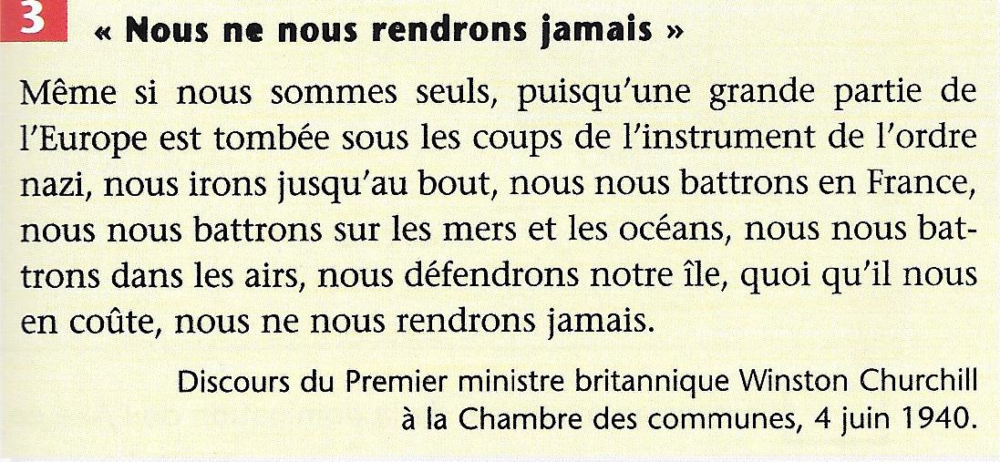 3 « Nous ne nous rendrons jamais »
Même si nous sommes seuls, puisqu'une grande partie de
l'Europe est tombée sous les coups de l'instrument de l'ordre
nazi, nous irons jusqu'au bout, nous nous battrons en France,
nous nous battrons sur les mers et les océans, nous nous bat-
trons dans les airs, nous défendrons notre île, quoi qu'il nous
en coûte, nous ne nous rendrons jamais.
Discours du Premier ministre britannique Winston Churchill
à la Chambre des communes, 4 juin 1940.